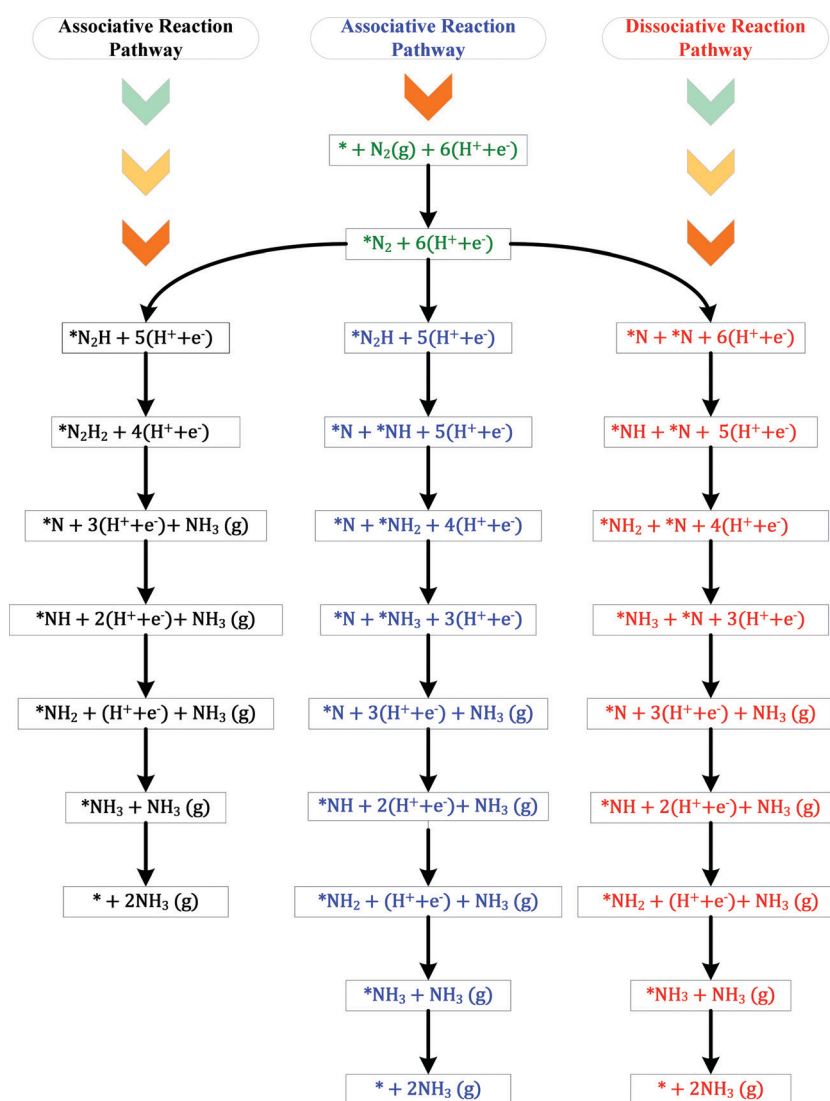 Associative Reaction
Pathway
Associative Reaction
Pathway
Dissociative Reaction
Pathway
* + N₂(g) + 6(H⁺+e⁻)
*N₂ + 6(H⁺+e⁻)
*N₂H + 5(H⁺+e⁻)
*N₂H₂ + 4(H⁺+e⁻)
*N + 3(H⁺+e⁻)+ NH₃ (g)
*NH + 2(H⁺+e⁻)+ NH₃ (g)
*NH₂ + (H⁺+e⁻) + NH₃ (g)
*NH₃ + NH₃ (g)
* + 2NH₃ (g)
*N₂H + 5(H⁺+e⁻)
*N + *NH + 5(H⁺+e⁻)
*N + *NH₂ + 4(H⁺+e⁻)
*N + *NH₃ + 3(H⁺+e⁻)
*N + 3(H⁺+e⁻) + NH₃ (g)
*NH + 2(H⁺+e⁻)+ NH₃ (g)
*NH₂ + (H⁺+e⁻) + NH₃ (g)
*NH₃ + NH₃ (g)
* + 2NH₃ (g)
*N + *N + 6(H⁺+e⁻)
*NH + *N + 5(H⁺+e⁻)
*NH₂ + *N + 4(H⁺+e⁻)
*NH₃ + *N + 3(H⁺+e⁻)
*N + 3(H⁺+e⁻) + NH₃ (g)
*NH + 2(H⁺+e⁻) + NH₃ (g)
*NH₂ + (H⁺+e⁻) + NH₃ (g)
*NH₃ + NH₃ (g)
* + 2NH₃ (g)